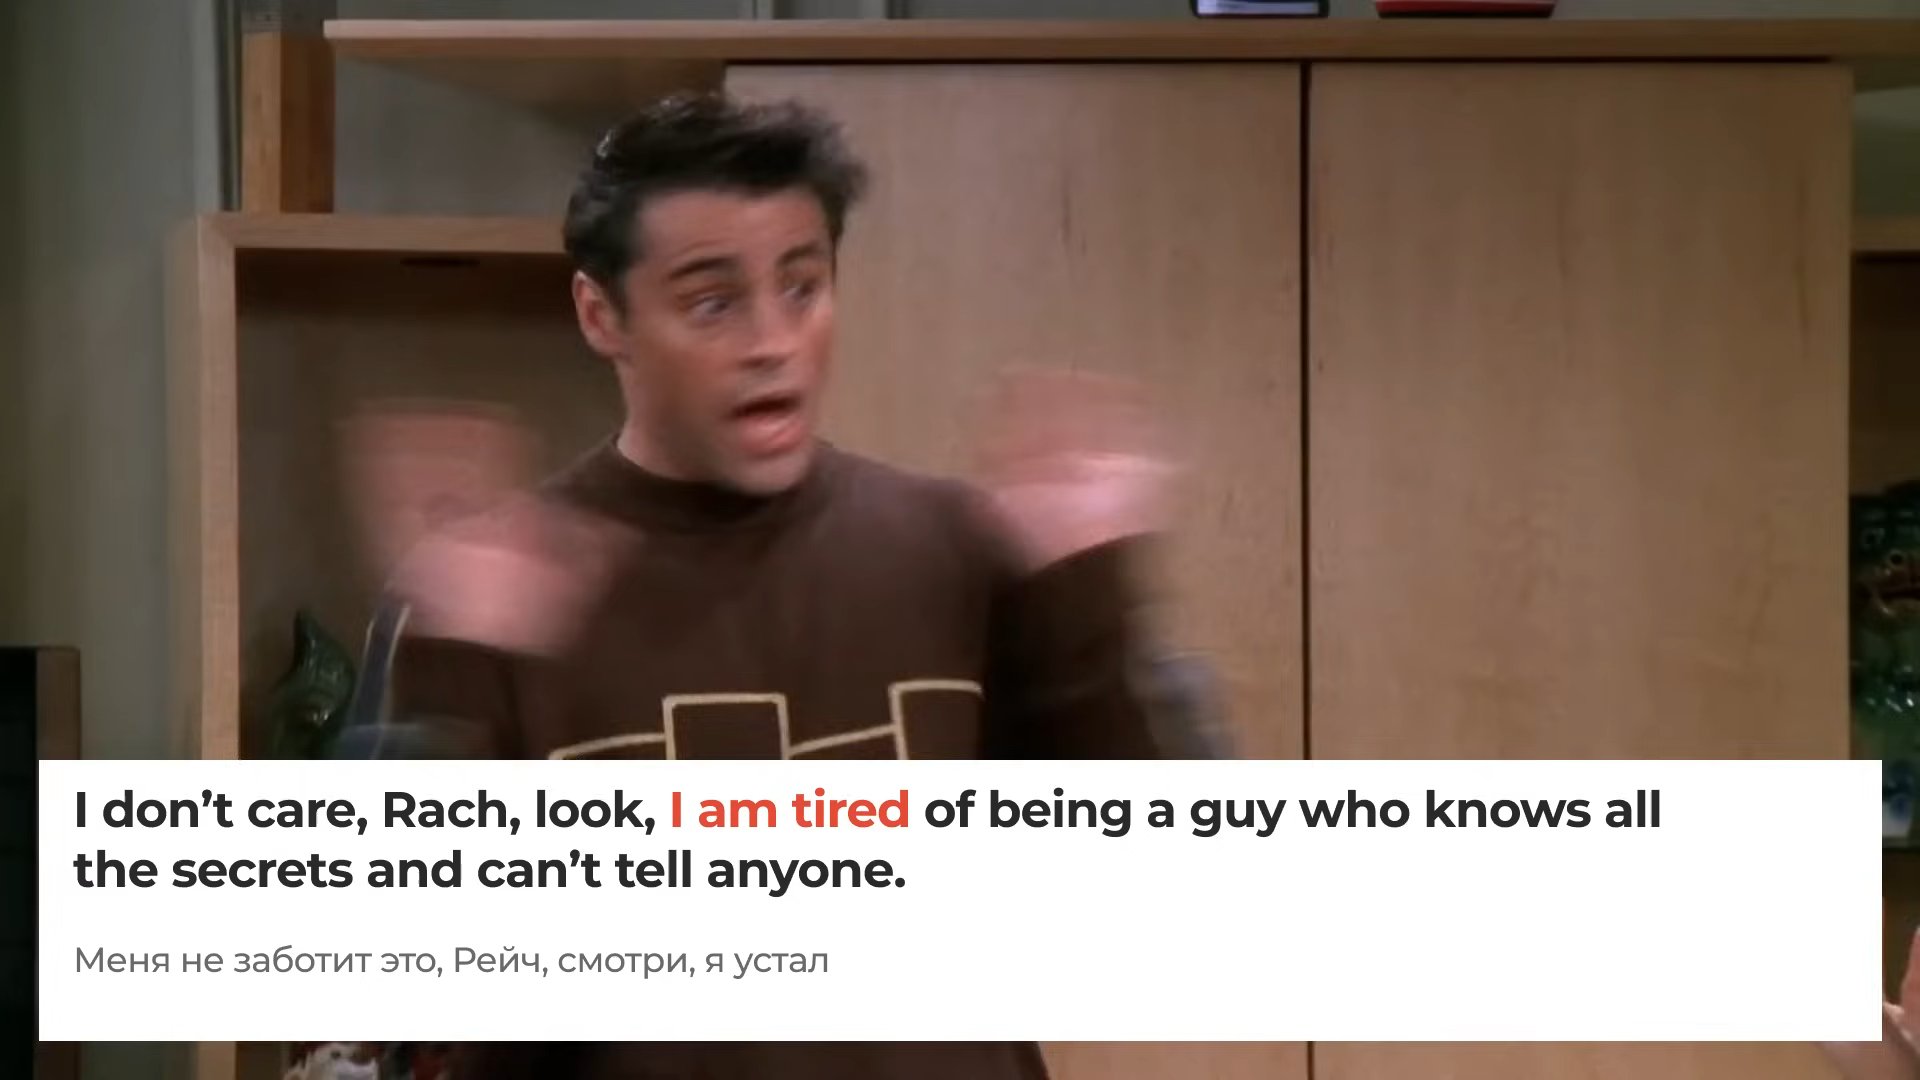 I don’t care, Rach, look, I am tired of being a guy who knows all
the secrets and can’t tell anyone.
Меня не заботит это, Рейч, смотри, я устал